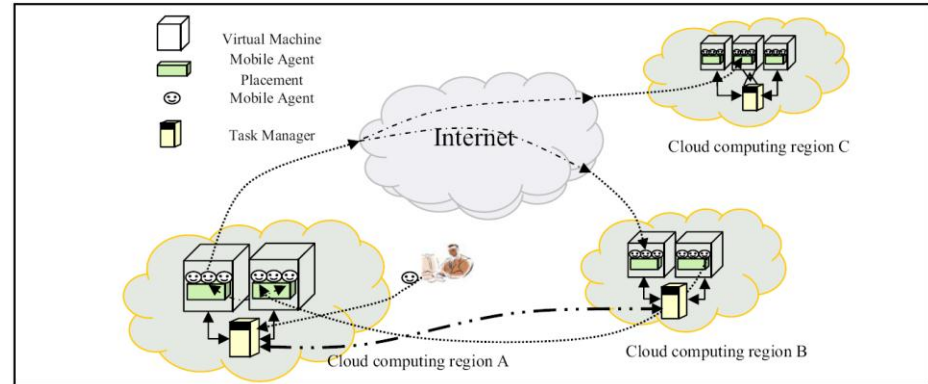 Virtual Machine
Mobile Agent
Placement
Mobile Agent
Task Manager
Internet
Cloud computing region C
Cloud computing region A
Cloud computing region B